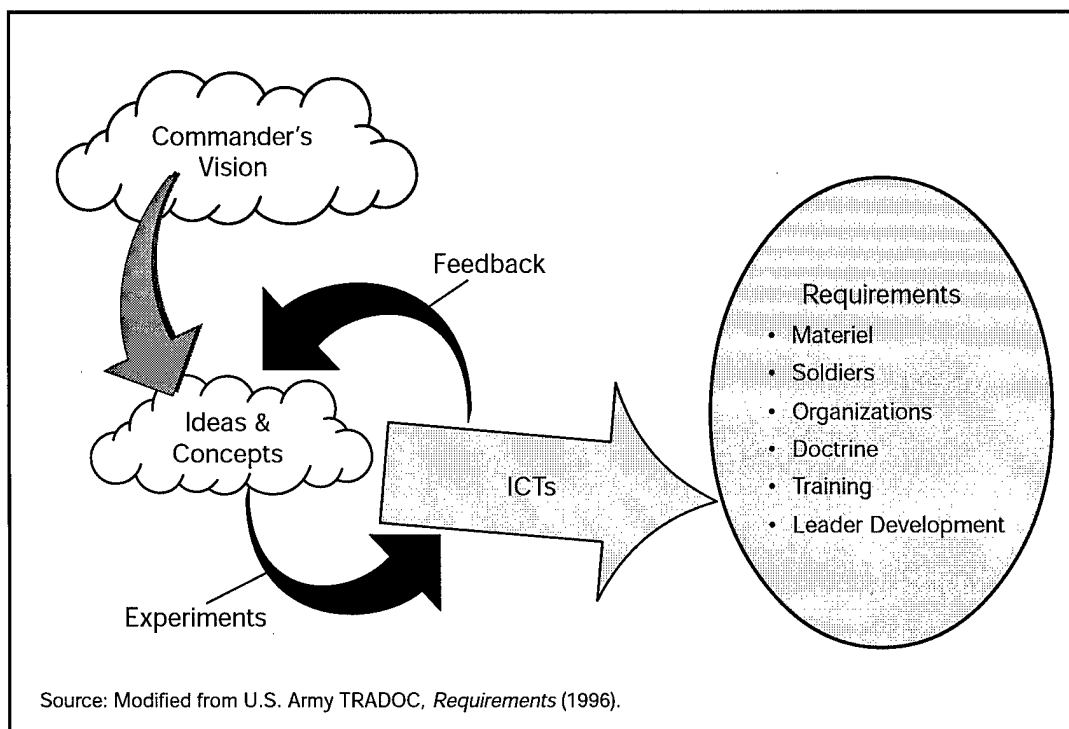 Commander's
Vision
Feedback
Ideas &
Concepts
Experiments
ICTs
Requirements
• Materiel
• Soldiers
• Organizations
• Doctrine
• Training
• Leader Development
Source: Modified from U.S. Army TRADOC, Requirements (1996).